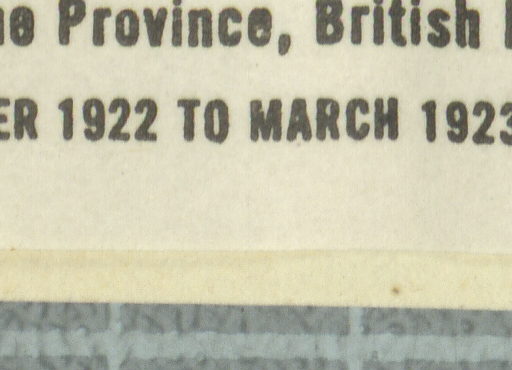 Province, British
1922 TO MARCH 1923